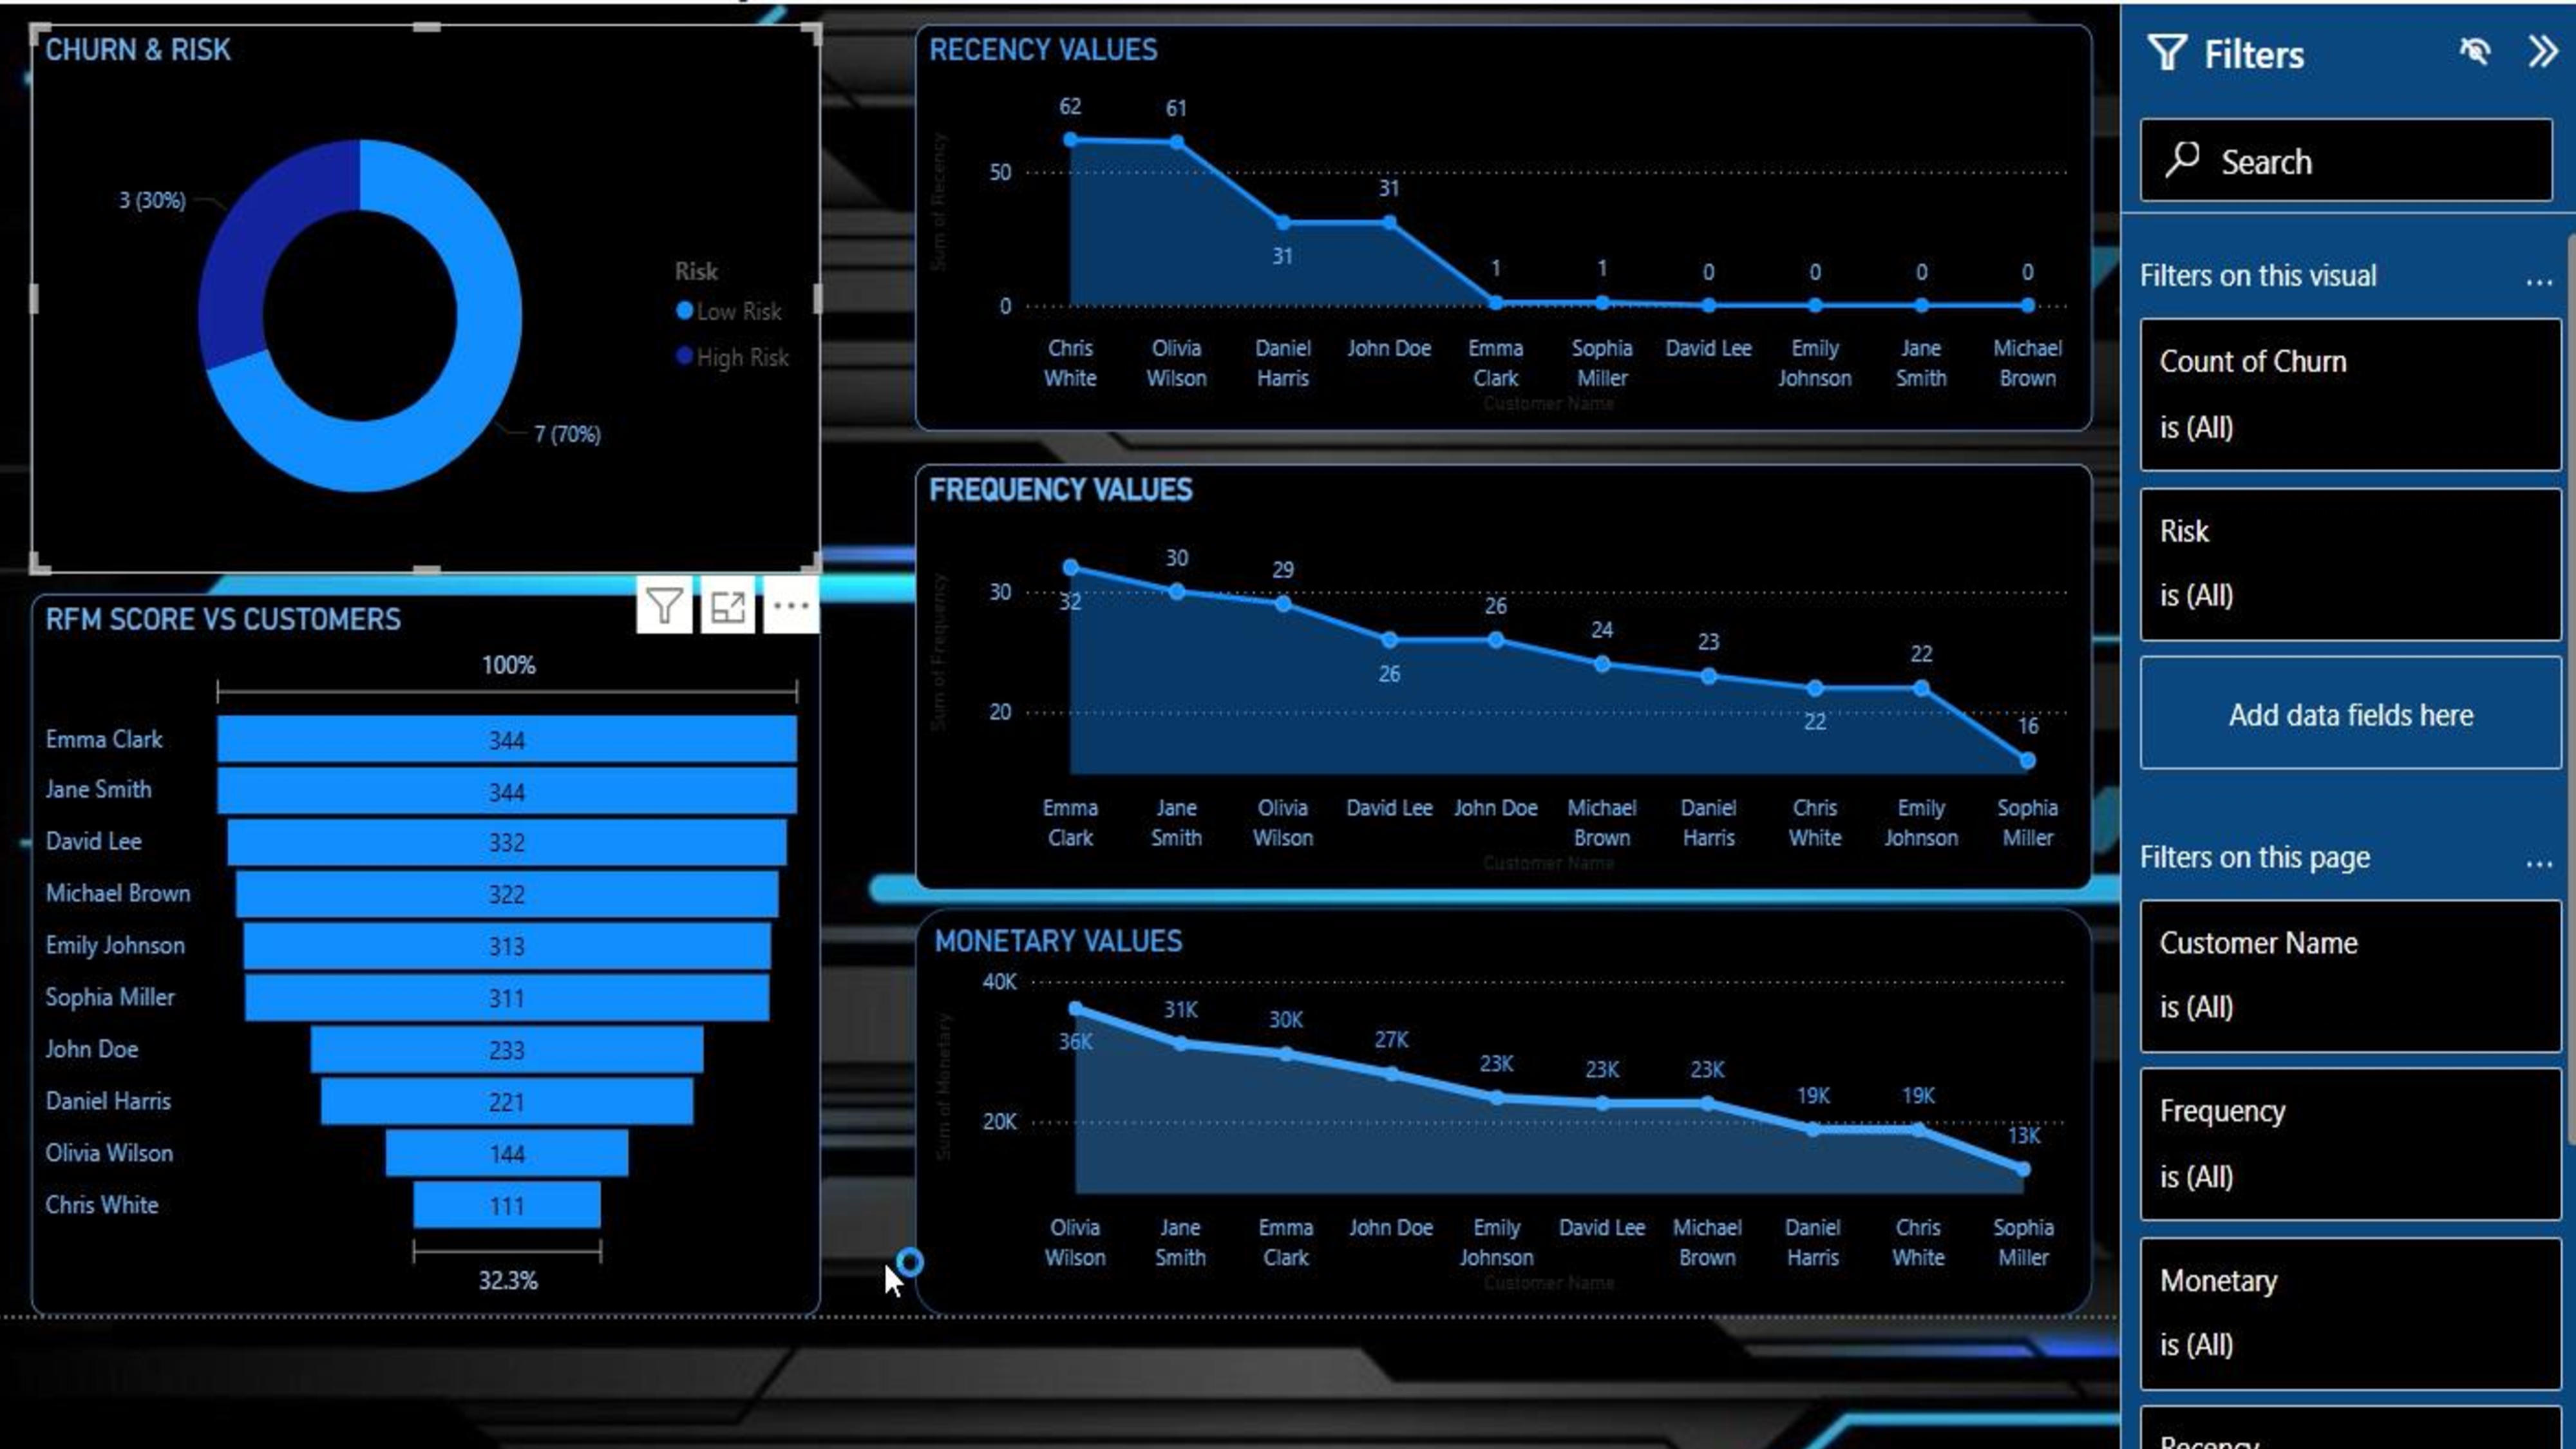 CHURN & RISK
3 (30%)
7 (70%)
Risk
Low Risk
High Risk
RFM SCORE VS CUSTOMERS
100%
Emma Clark 344
Jane Smith 344
David Lee 332
Michael Brown 322
Emily Johnson 313
Sophia Miller 311
John Doe 233
Daniel Harris 221
Olivia Wilson 144
Chris White 111
32.3%
RECENCY VALUES
Sum of Recency
62 61 31 31 1 1 0 0 0 0
50
0
Chris White Olivia Wilson Daniel Harris John Doe Emma Clark Sophia Miller David Lee Emily Johnson Jane Smith Michael Brown
Customer Name
FREQUENCY VALUES
Sum of Frequency
32 30 29 26 26 24 23 22 22 16
30
20
Emma Clark Jane Smith Olivia Wilson David Lee John Doe Michael Brown Daniel Harris Chris White Emily Johnson Sophia Miller
Customer Name
MONETARY VALUES
Sum of Monetary
40K
20K
36K 31K 30K 27K 23K 23K 23K 19K 19K 13K
Olivia Wilson Jane Smith Emma Clark John Doe Emily Johnson David Lee Michael Brown Daniel Harris Chris White Sophia Miller
Customer Name
Filters
Search
Filters on this visual ...
Count of Churn
is (All)
Risk
is (All)
Add data fields here
Filters on this page ...
Customer Name
is (All)
Frequency
is (All)
Monetary
is (All)
Recency